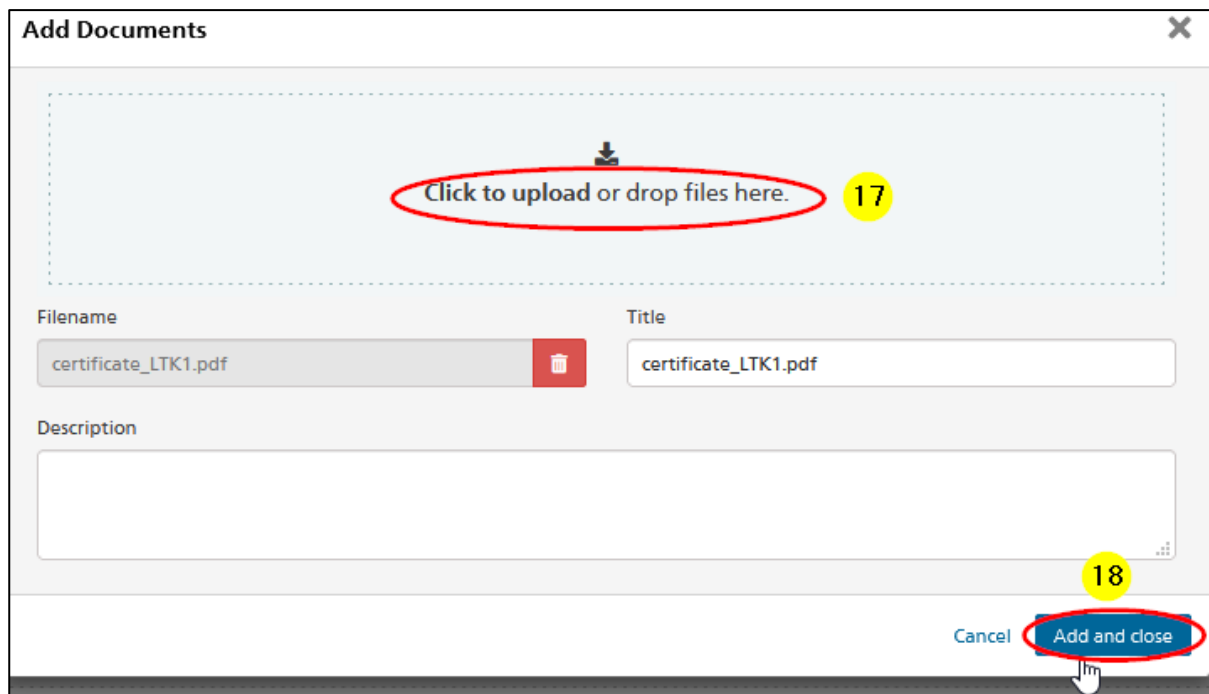 Add Documents
Click to upload or drop files here.
17
Filename
Title
certificate_LTK1.pdf
certificate_LTK1.pdf
Description
18
Cancel
Add and close